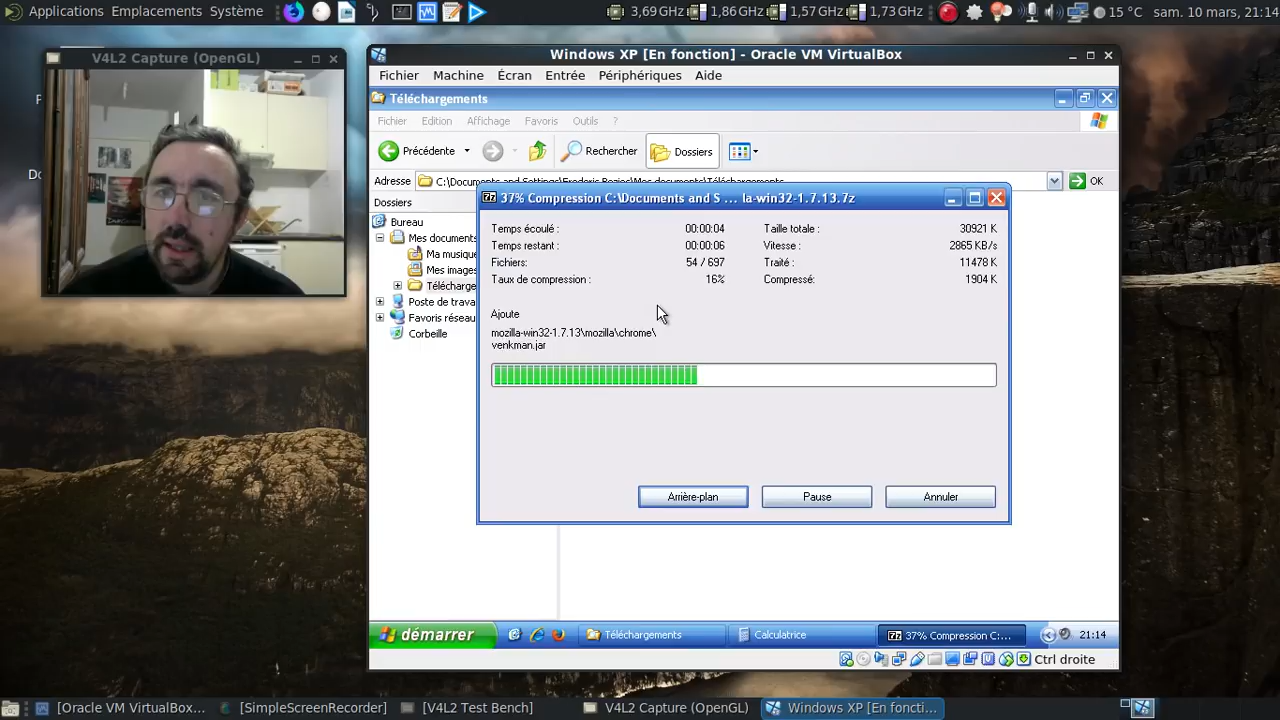 Applications Emplacements Système 3,69 GHz 1,86 GHz 1,57 GHz 1,73 GHz 15 °C sam. 10 mars, 21:14
V4L2 Capture (OpenGL)
Windows XP [En fonction] - Oracle VM VirtualBox
Fichier Machine Écran Entrée Périphériques Aide
Téléchargements
Fichier Edition Affichage Favoris Outils ?
Précédente Rechercher Dossiers
Adresse OK
Dossiers
37% Compression C:\Documents and S ... la-win32-1.7.13.7z
Bureau
Mes documents
Ma musique
Mes images
Télécharge
Poste de trava
Favoris réseau
Corbeille
Temps écoulé : 00:00:04 Taille totale : 30921 K
Temps restant : 00:00:06 Vitesse : 2865 KB/s
Fichiers: 54 / 697 Traité : 11478 K
Taux de compression : 16% Compressé: 1904 K
Ajoute
mozilla-win32-1.7.13\mozilla\chrome\
venkman.jar
Arrière-plan Pause Annuler
démarrer Téléchargements Calculatrice 37% Compression C:... 21:14
Ctrl droite
[Oracle VM VirtualBox... [SimpleScreenRecorder] [V4L2 Test Bench] V4L2 Capture (OpenGL) Windows XP [En foncti...